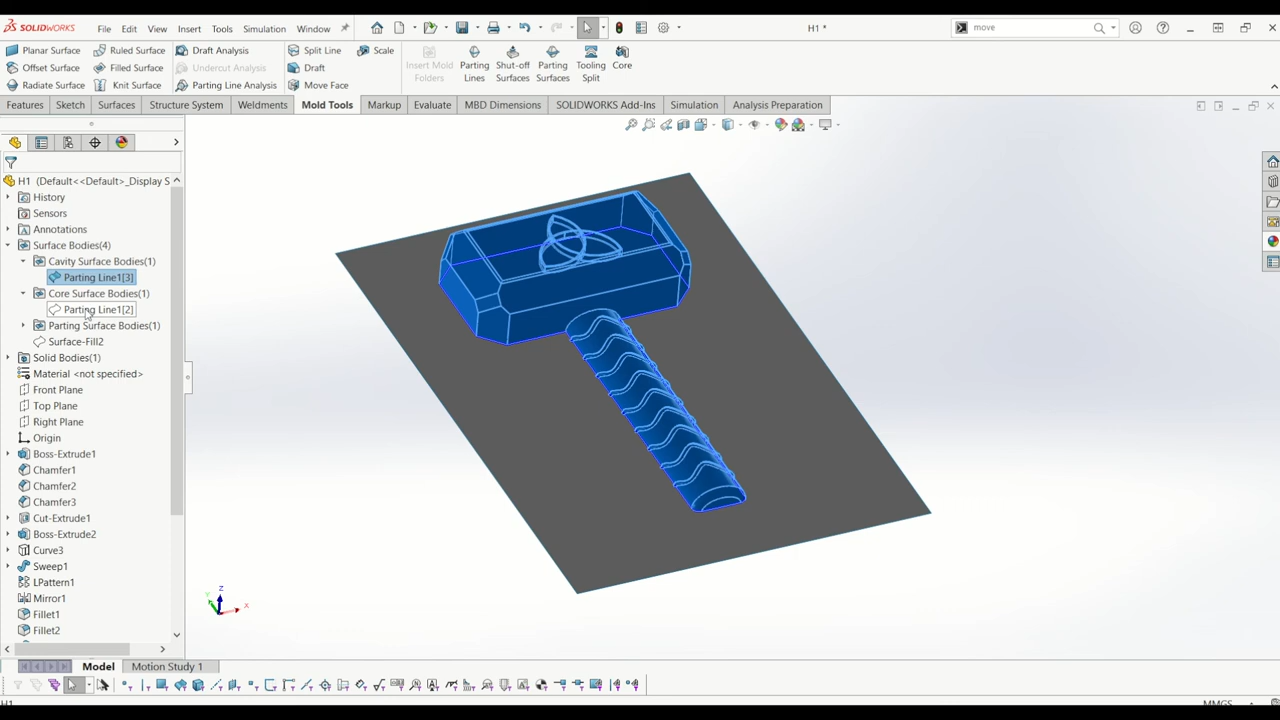 SOLIDWORKS File Edit View Insert Tools Simulation Window H1 * move
Planar Surface Ruled Surface Draft Analysis Split Line Scale
Offset Surface Filled Surface Undercut Analysis Draft
Radiate Surface Knit Surface Parting Line Analysis Move Face
Insert Mold Folders
Parting Lines
Shut-off Surfaces
Parting Surfaces
Tooling Split
Core
Features Sketch Surfaces Structure System Weldments Mold Tools Markup Evaluate MBD Dimensions SOLIDWORKS Add-Ins Simulation Analysis Preparation
H1 (Default<<Default>_Display S
History
Sensors
Annotations
Surface Bodies(4)
Cavity Surface Bodies(1)
Parting Line1[3]
Core Surface Bodies(1)
Parting Line1[2]
Parting Surface Bodies(1)
Surface-Fill2
Solid Bodies(1)
Material <not specified>
Front Plane
Top Plane
Right Plane
Origin
Boss-Extrude1
Chamfer1
Chamfer2
Chamfer3
Cut-Extrude1
Boss-Extrude2
Curve3
Sweep1
LPattern1
Mirror1
Fillet1
Fillet2
Z
Y
X
Model Motion Study 1
H1 MMGS